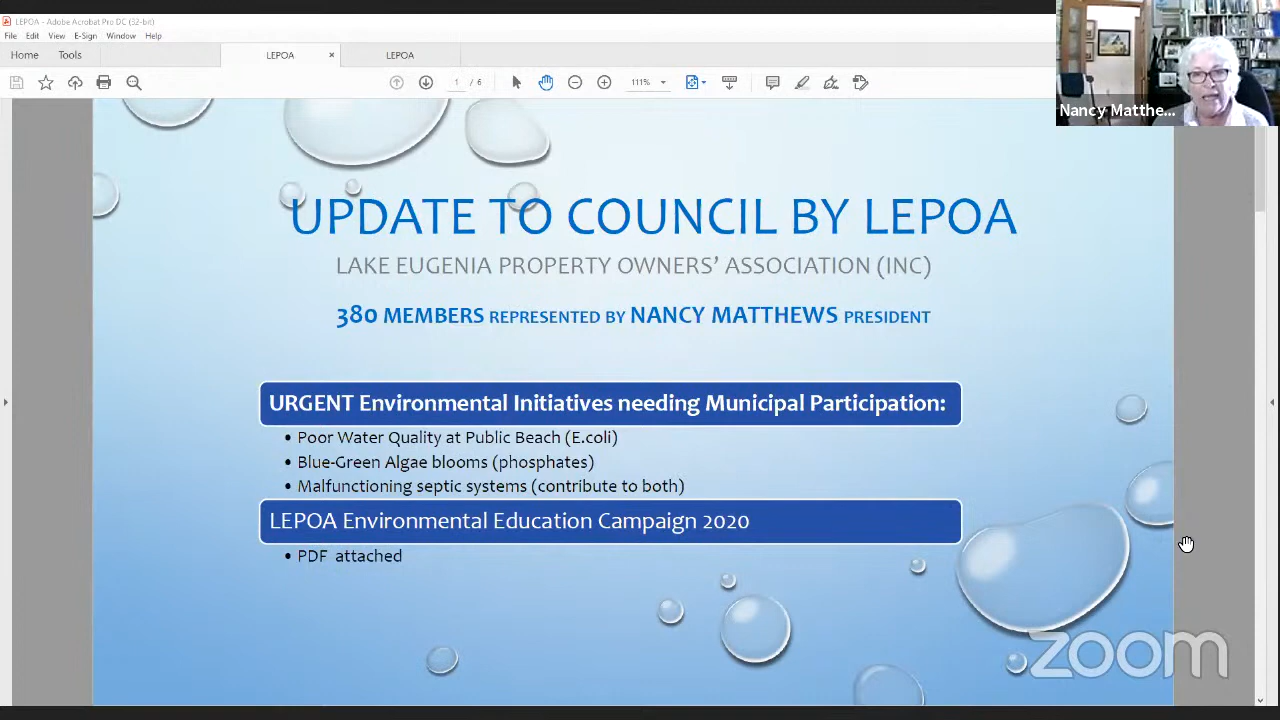 LEPOA - Adobe Acrobat Pro DC (32-bit)
File Edit View E-Sign Window Help
Home Tools LEPOA × LEPOA
1 / 6 111%
Nancy Matthe...
UPDATE TO COUNCIL BY LEPOA
LAKE EUGENIA PROPERTY OWNERS' ASSOCIATION (INC)
380 MEMBERS REPRESENTED BY NANCY MATTHEWS PRESIDENT
URGENT Environmental Initiatives needing Municipal Participation:
• Poor Water Quality at Public Beach (E.coli)
• Blue-Green Algae blooms (phosphates)
• Malfunctioning septic systems (contribute to both)
LEPOA Environmental Education Campaign 2020
• PDF attached
zoom